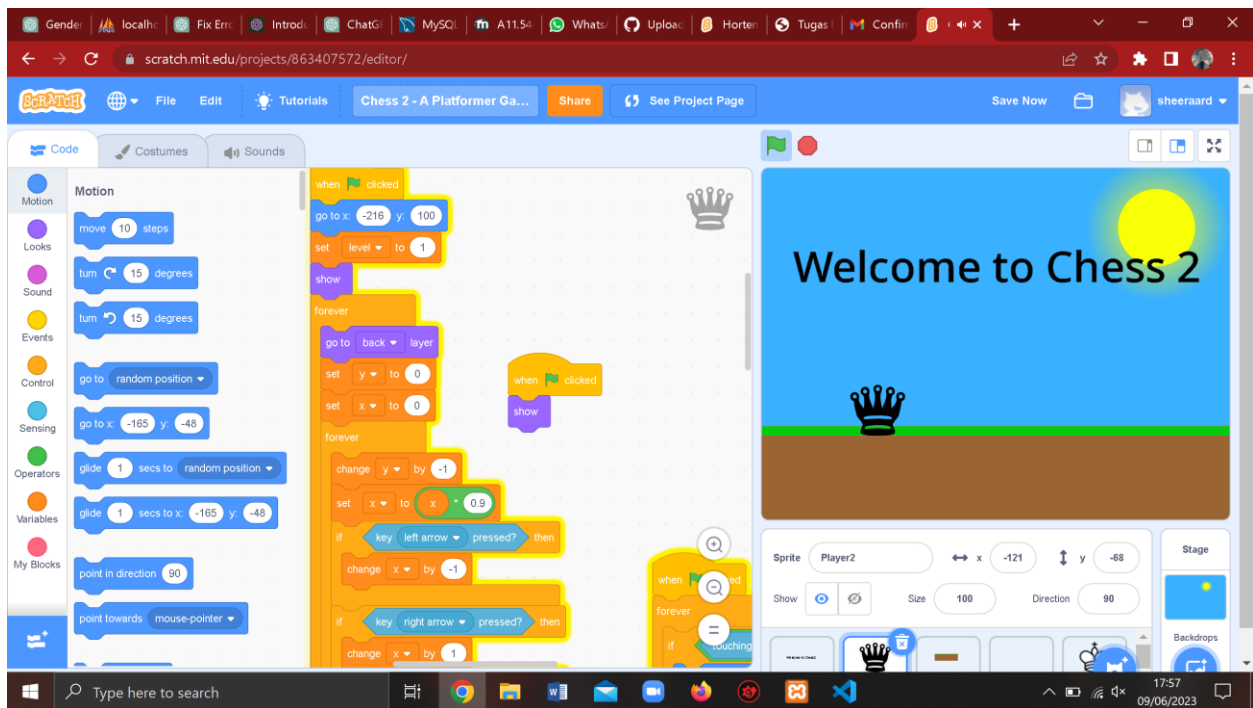 Gender
localho
Fix Erro
Introdu
ChatGP
MySQL
A11.54
WhatsA
Upload
Horten
Tugas
Confirm
scratch.mit.edu/projects/863407572/editor/
SCRATCH
File
Edit
Tutorials
Chess 2 - A Platformer Ga...
Share
See Project Page
Save Now
sheeraard
Code
Costumes
Sounds
Motion
Looks
Sound
Events
Control
Sensing
Operators
Variables
My Blocks
Motion
move 10 steps
turn 15 degrees
turn 15 degrees
go to random position
go to x: -165 y: -48
glide 1 secs to random position
glide 1 secs to x: -165 y: -48
point in direction 90
point towards mouse-pointer
when clicked
go to x: -216 y: 100
set level to 1
show
forever
go to back layer
set y to 0
set x to 0
forever
change y by -1
set x to x * 0.9
if key left arrow pressed? then
change x by -1
if key right arrow pressed? then
change x by 1
when clicked
show
when ed
forever
if touching
Welcome to Chess 2
Sprite Player2 x -121 y -68
Show Size 100 Direction 90
Stage
Backdrops
Type here to search
17:57
09/06/2023